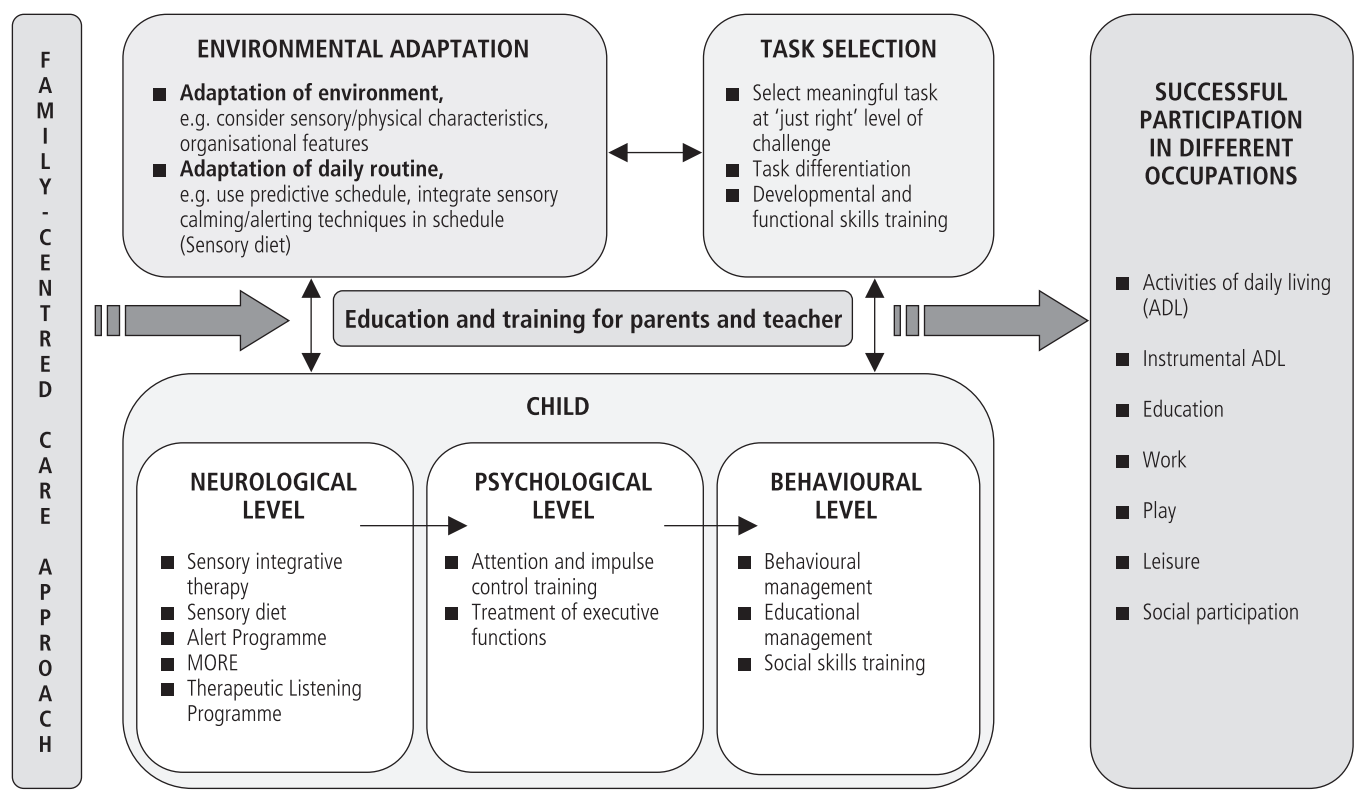 FAMILY-CENTRED CARE APPROACH
ENVIRONMENTAL ADAPTATION
■ Adaptation of environment,
e.g. consider sensory/physical characteristics,
organisational features
■ Adaptation of daily routine,
e.g. use predictive schedule, integrate sensory
calming/alerting techniques in schedule
(Sensory diet)
TASK SELECTION
■ Select meaningful task
at ‘just right’ level of
challenge
■ Task differentiation
■ Developmental and
functional skills training
Education and training for parents and teacher
CHILD
NEUROLOGICAL
LEVEL
■ Sensory integrative
therapy
■ Sensory diet
■ Alert Programme
■ MORE
■ Therapeutic Listening
Programme
PSYCHOLOGICAL
LEVEL
■ Attention and impulse
control training
■ Treatment of executive
functions
BEHAVIOURAL
LEVEL
■ Behavioural
management
■ Educational
management
■ Social skills training
SUCCESSFUL
PARTICIPATION
IN DIFFERENT
OCCUPATIONS
■ Activities of daily living
(ADL)
■ Instrumental ADL
■ Education
■ Work
■ Play
■ Leisure
■ Social participation